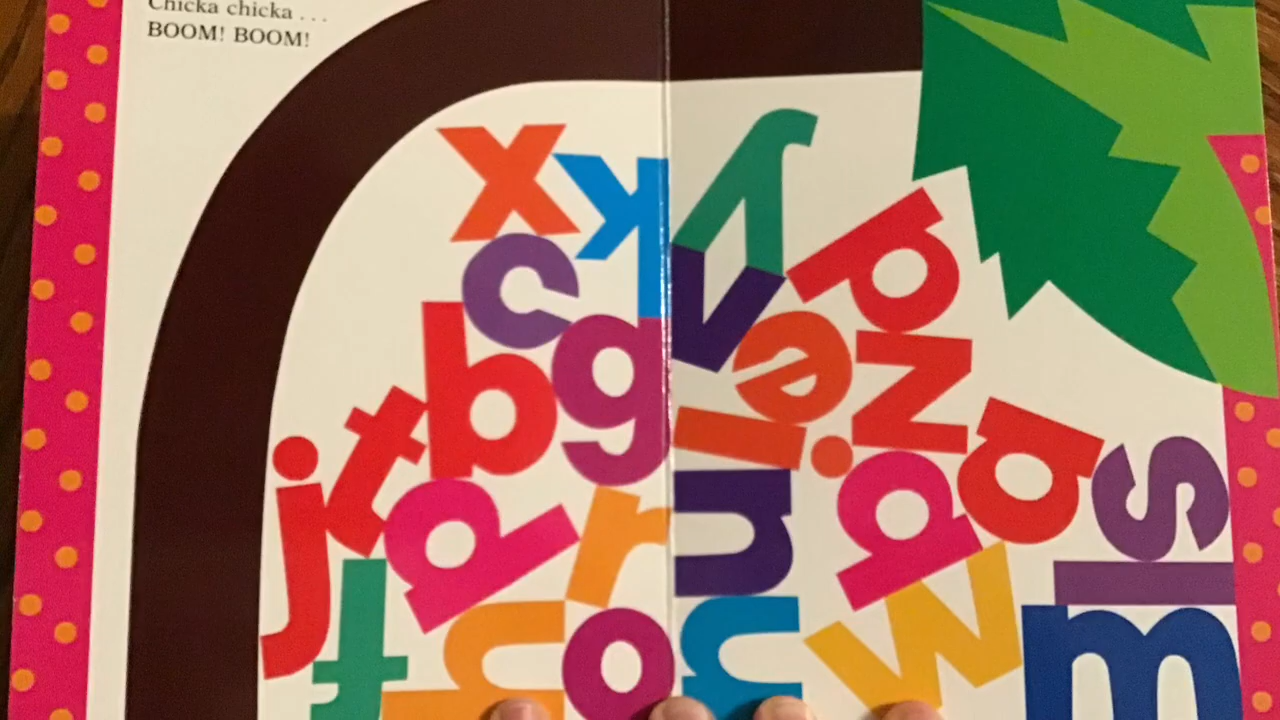 Chicka chicka . . .
BOOM! BOOM!
x k y
c v p
b g e z
j t l i a s
d r n q l
f h o u w m